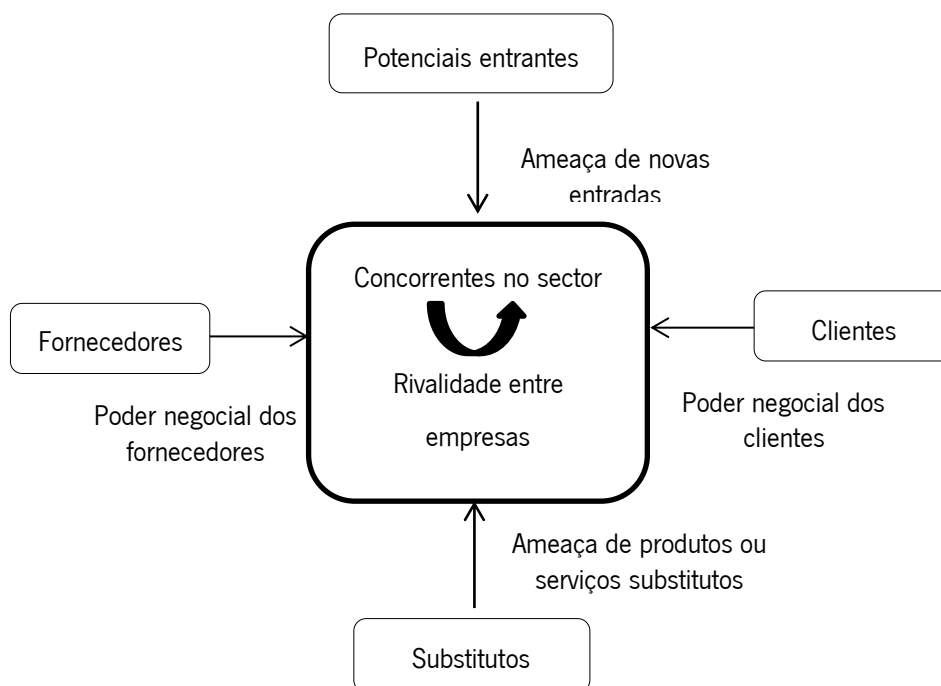 Potenciais entrantes
Ameaça de novas
entradas
Concorrentes no sector
Fornecedores
Clientes
Rivalidade entre
empresas
Poder negocial dos
fornecedores
Poder negocial dos
clientes
Ameaça de produtos ou
serviços substitutos
Substitutos